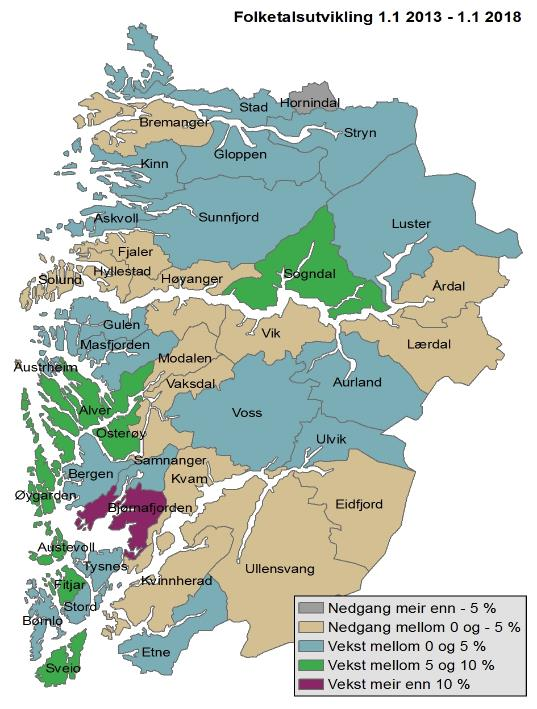 Folketalsutvikling 1.1 2013 - 1.1 2018
Stad
Hornindal
Bremanger
Stryn
Gloppen
Kinn
Askvoll
Sunnfjord
Luster
Fjaler
Hyllestad
Høyanger
Sogndal
Solund
Årdal
Gulen
Vik
Masfjorden
Lærdal
Modalen
Austrheim
Vaksdal
Aurland
Alver
Voss
Osterøy
Ulvik
Samnanger
Bergen
Kvam
Øygarden
Bjørnafjorden
Eidfjord
Austevoll
Tysnes
Ullensvang
Fitjar
Kvinnherad
Stord
Bømlo
Etne
Sveio
Nedgang meir enn - 5 %
Nedgang mellom 0 og - 5 %
Vekst mellom 0 og 5 %
Vekst mellom 5 og 10 %
Vekst meir enn 10 %